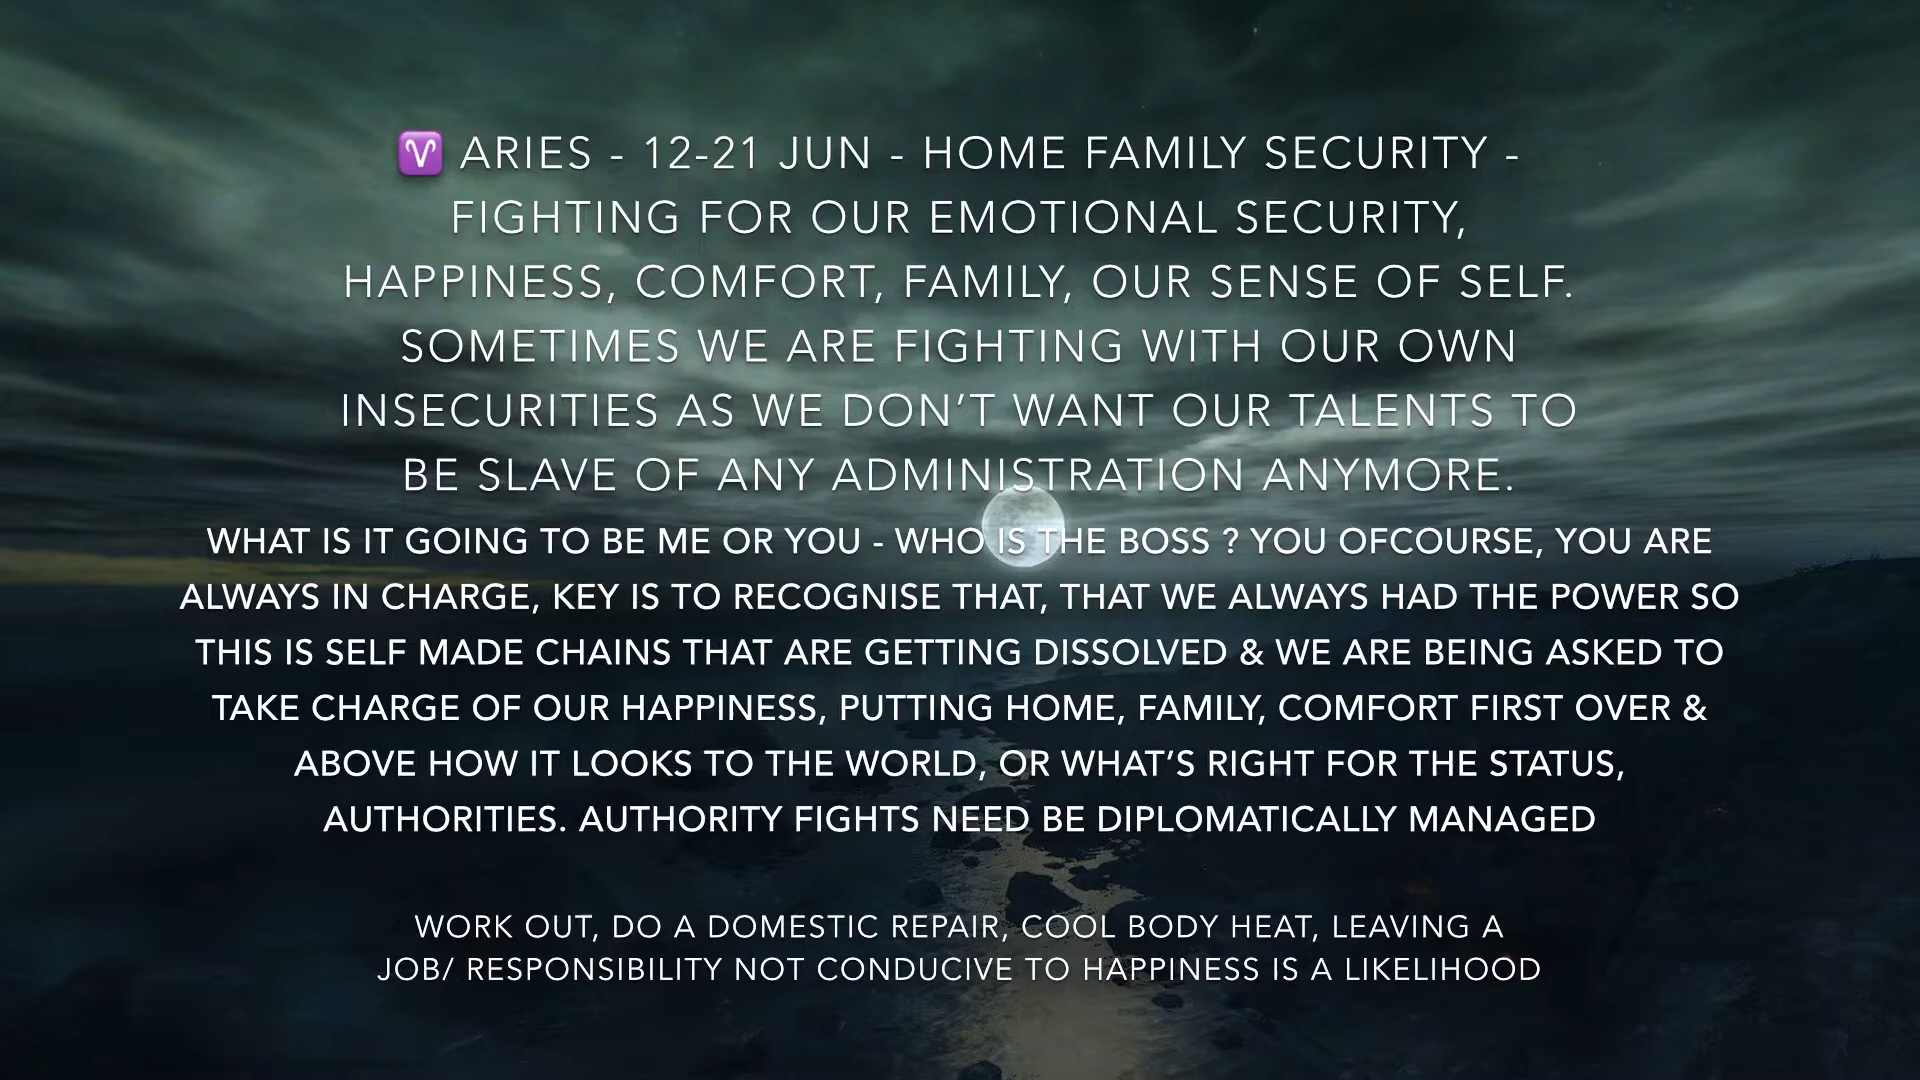 ♈ ARIES - 12-21 JUN - HOME FAMILY SECURITY -
FIGHTING FOR OUR EMOTIONAL SECURITY,
HAPPINESS, COMFORT, FAMILY, OUR SENSE OF SELF.
SOMETIMES WE ARE FIGHTING WITH OUR OWN
INSECURITIES AS WE DON’T WANT OUR TALENTS TO
BE SLAVE OF ANY ADMINISTRATION ANYMORE.
WHAT IS IT GOING TO BE ME OR YOU - WHO IS THE BOSS ? YOU OFCOURSE, YOU ARE
ALWAYS IN CHARGE, KEY IS TO RECOGNISE THAT, THAT WE ALWAYS HAD THE POWER SO
THIS IS SELF MADE CHAINS THAT ARE GETTING DISSOLVED & WE ARE BEING ASKED TO
TAKE CHARGE OF OUR HAPPINESS, PUTTING HOME, FAMILY, COMFORT FIRST OVER &
ABOVE HOW IT LOOKS TO THE WORLD, OR WHAT’S RIGHT FOR THE STATUS,
AUTHORITIES. AUTHORITY FIGHTS NEED BE DIPLOMATICALLY MANAGED
WORK OUT, DO A DOMESTIC REPAIR, COOL BODY HEAT, LEAVING A
JOB/ RESPONSIBILITY NOT CONDUCIVE TO HAPPINESS IS A LIKELIHOOD